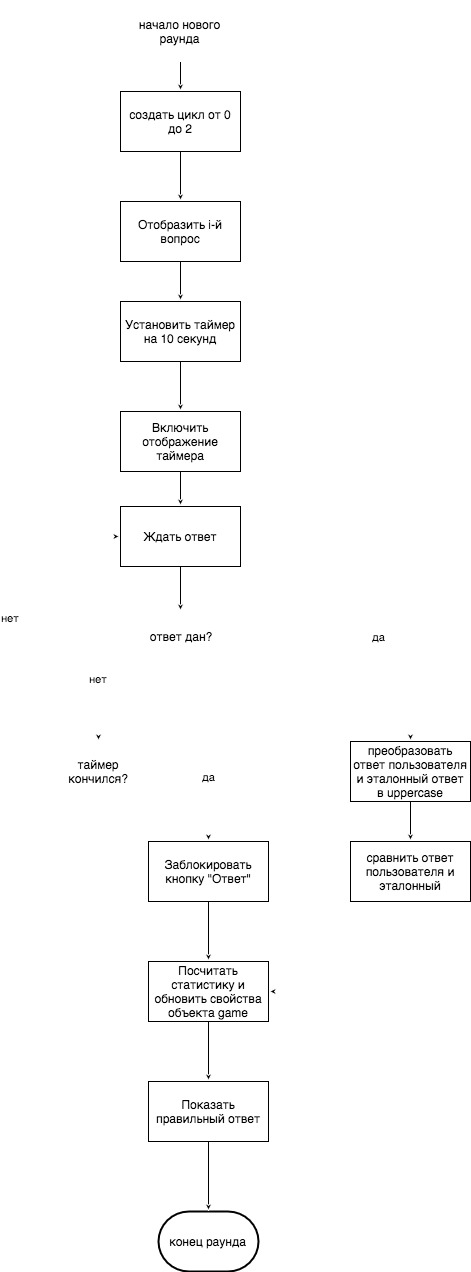 начало нового
раунда
создать цикл от 0
до 2
Отобразить i-й
вопрос
Установить таймер
на 10 секунд
Включить
отображение
таймера
Ждать ответ
нет
ответ дан?
да
нет
таймер
кончился?
да
преобразовать
ответ пользователя
и эталонный ответ
в uppercase
Заблокировать
кнопку "Ответ"
сравнить ответ
пользователя и
эталонный
Посчитать
статистику и
обновить свойства
объекта game
Показать
правильный ответ
конец раунда